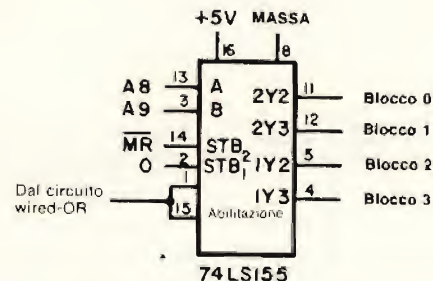 +5V MASSA
16 8
A8 13 A 2Y2 11 Blocco 0
A9 3 B 2Y3 12 Blocco 1
MR 14 STB2
O 2 STB1 1Y2 5 Blocco 2
1
Dal circuito
wired-OR
15 Abilitazione
1Y3 4 Blocco 3
74LS155